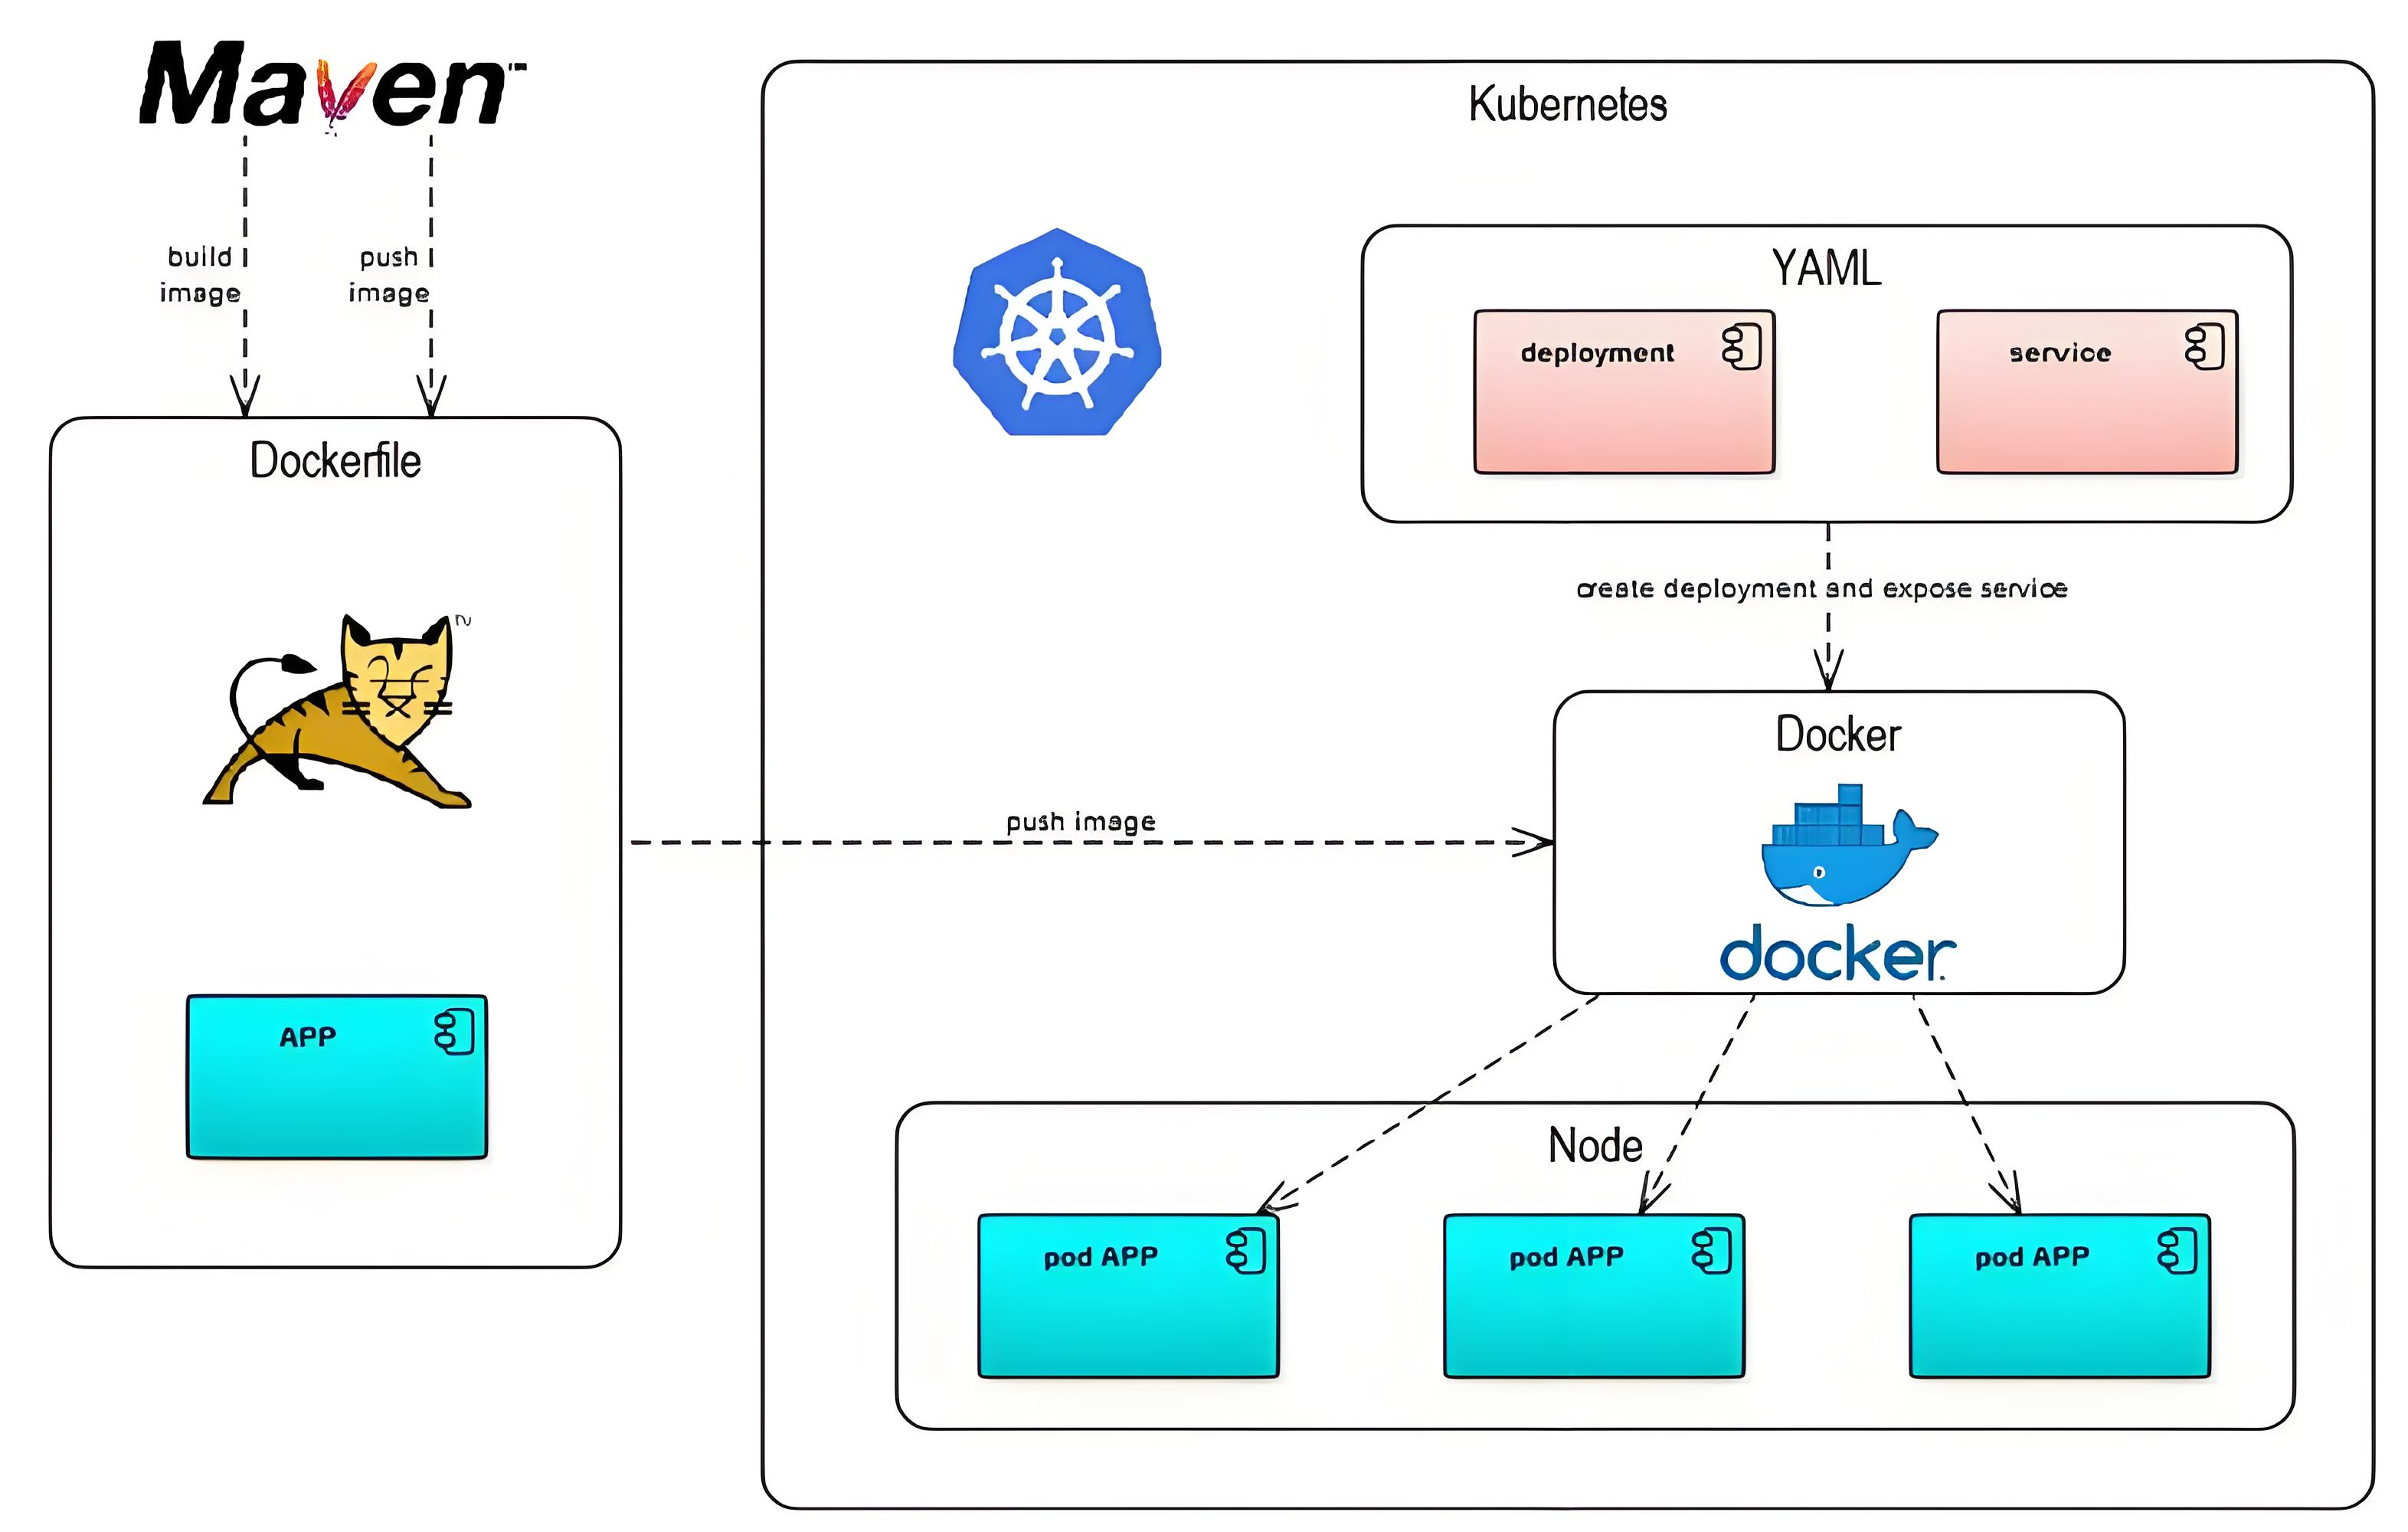 Maven™
build
image
push
image
Dockerfile
APP
push image
Kubernetes
YAML
deployment
service
create deployment and expose service
Docker
docker
Node
pod APP
pod APP
pod APP